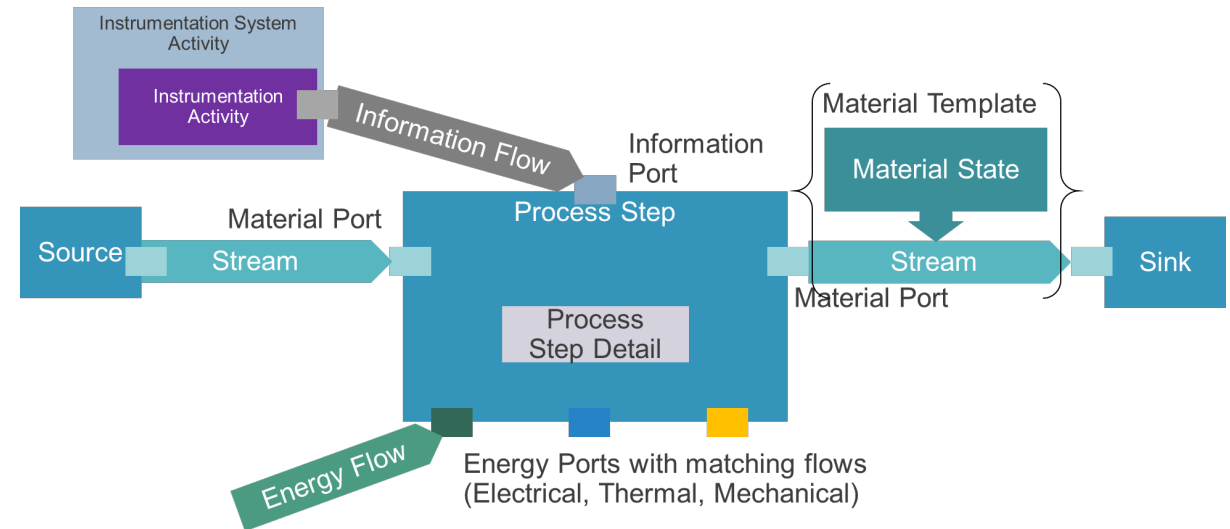 Instrumentation System
Activity
Instrumentation
Activity
Information Flow
Information
Port
Material Template
Material State
Process Step
Material Port
Source
Stream
Stream
Sink
Material Port
Process
Step Detail
Energy Flow
Energy Ports with matching flows
(Electrical, Thermal, Mechanical)